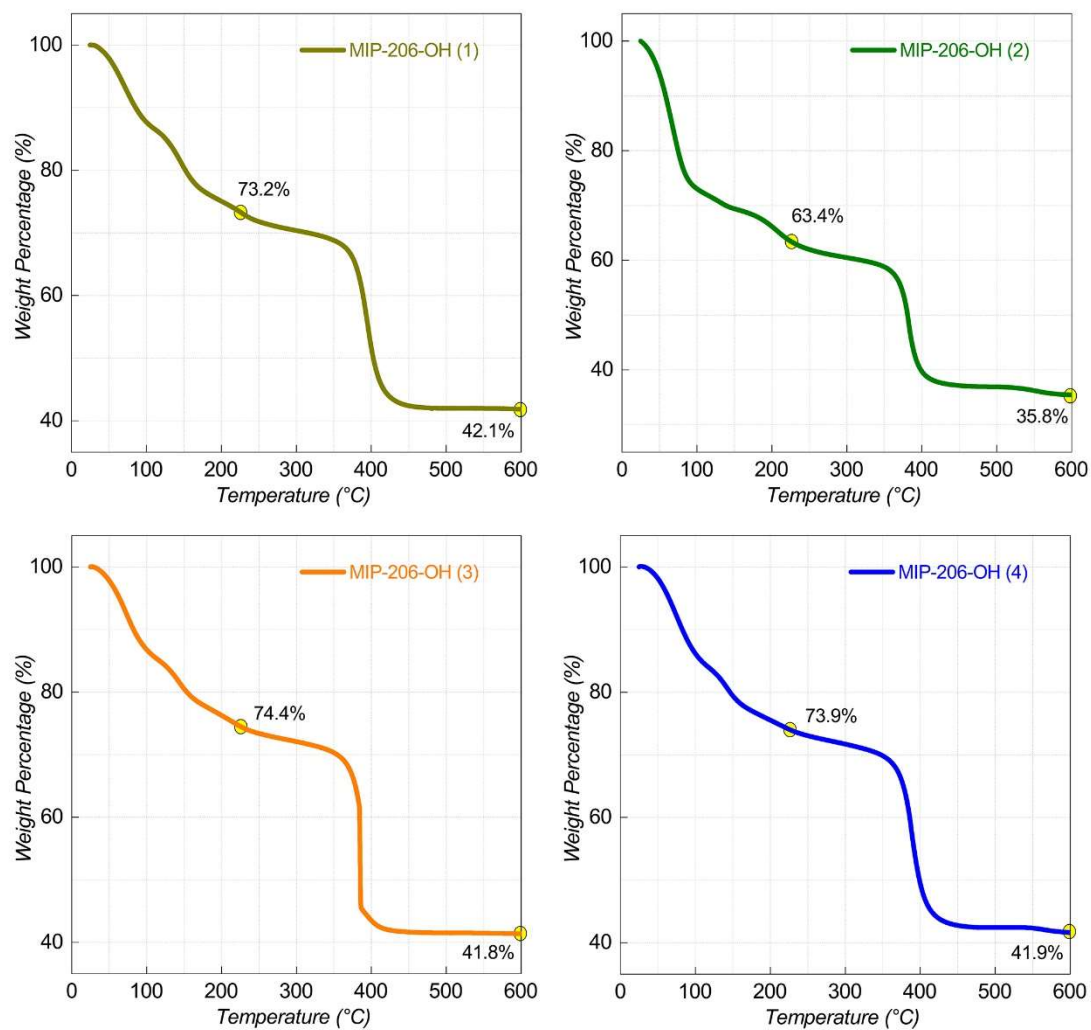 MIP-206-OH (1)
100
80
60
40
73.2%
42.1%
0 100 200 300 400 500 600
Temperature (°C)
Weight Percentage (%)
MIP-206-OH (2)
100
80
60
40
63.4%
35.8%
0 100 200 300 400 500 600
Temperature (°C)
Weight Percentage (%)
MIP-206-OH (3)
100
80
60
40
74.4%
41.8%
0 100 200 300 400 500 600
Temperature (°C)
Weight Percentage (%)
MIP-206-OH (4)
100
80
60
40
73.9%
41.9%
0 100 200 300 400 500 600
Temperature (°C)
Weight Percentage (%)